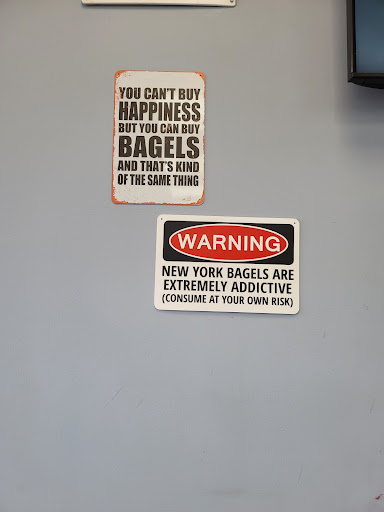 YOU CAN'T BUY
HAPPINESS
BUT YOU CAN BUY
BAGELS
AND THAT'S KIND
OF THE SAME THING
WARNING
NEW YORK BAGELS ARE
EXTREMELY ADDICTIVE
(CONSUME AT YOUR OWN RISK)